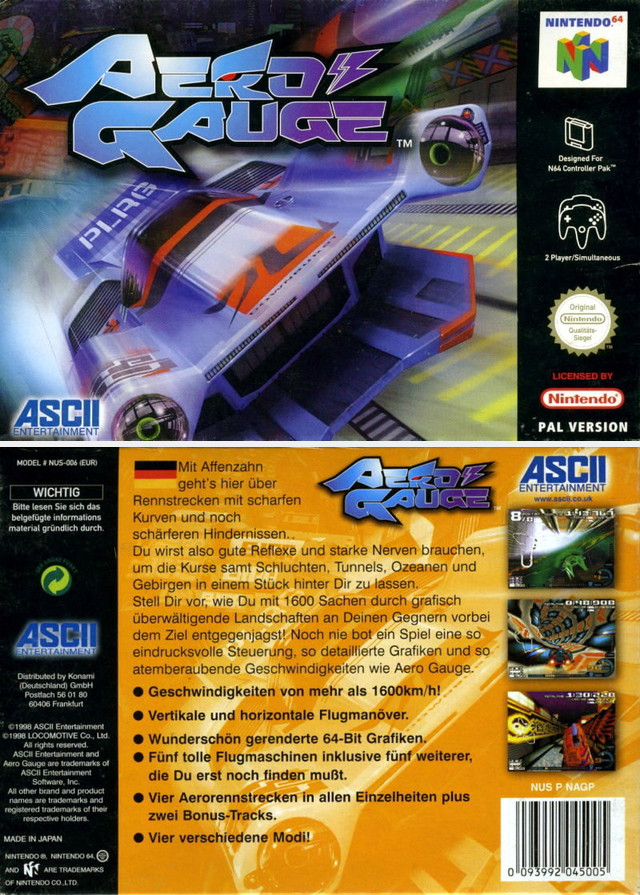 AERO
GAUGE™
NINTENDO64
Designed For
N64 Controller Pak™
2 Player/Simultaneous
PLRG
Original
Nintendo
Qualitäts-
Siegel
LICENSED BY
Nintendo
PAL VERSION
ASCII
ENTERTAINMENT
MODEL # NUS-006 (EUR)
WICHTIG
Bitte lesen Sie sich das
beigefügte informations
material gründlich durch.
ASCII
ENTERTAINMENT
Distributed by Konami
(Deutschland) GmbH
Postfach 56 01 80
60406 Frankfurt
©1998 ASCII Entertainment
©1998 LOCOMOTIVE Co., Ltd.
All rights reserved.
ASCII Entertainment and
Aero Gauge are trademarks of
ASCII Entertainment
Software, Inc.
All other brand and product
names are trademarks and
registered trademarks of their
respective holders.
MADE IN JAPAN
NINTENDO ®, NINTENDO 64,
AND ARE TRADEMARKS
OF NINTENDO CO.,LTD.
Mit Affenzahn
geht's hier über
Rennstrecken mit scharfen
Kurven und noch
schärferen Hindernissen..
Du wirst also gute Reflexe und starke Nerven brauchen,
um die Kurse samt Schluchten, Tunnels, Ozeanen und
Gebirgen in einem Stück hinter Dir zu lassen.
Stell Dir vor, wie Du mit 1600 Sachen durch grafisch
überwältigende Landschaften an Deinen Gegnern vorbei
dem Ziel entgegenjagst! Noch nie bot ein Spiel eine so
eindrucksvolle Steuerung, so detailierte Grafiken und so
atemberaubende Geschwindigkeiten wie Aero Gauge.
● Geschwindigkeiten von mehr als 1600km/h!
● Vertikale und horizontale Flugmanöver.
● Wunderschön gerenderte 64-Bit Grafiken.
● Fünf tolle Flugmaschinen inklusive fünf weiterer,
die Du erst noch finden mußt.
● Vier Aerorennstrecken in allen Einzelheiten plus
zwei Bonus-Tracks.
● Vier verschiedene Modi!
AERO
GAUGE
ASCII
ENTERTAINMENT
www.ascii.co.uk
NUS P NAGP
0 093992 045005